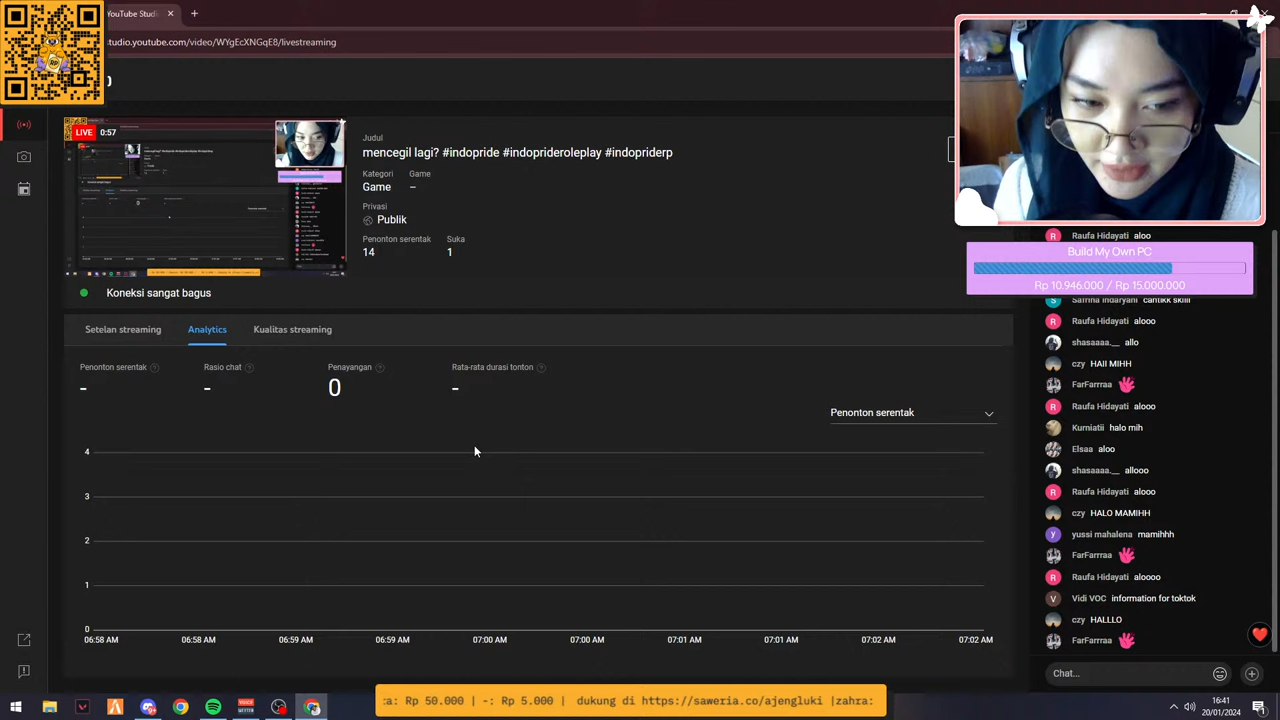 YouTube Studi
studio.youtube.com/video/WYgEcXNGqE8/livestreaming
LIVE 0:57
Judul
mencegil lagi? #indopride #indoprideroleplay #indopriderp
Kategori Game
Game –
Privasi
Publik
Penonton serentak Suka
14 1
Koneksi sangat bagus
Setelan streaming Analytics Kualitas streaming
Penonton serentak Rasio chat Penayangan Rata-rata durasi tonton
- - 0 -
Penonton serentak
4
3
2
1
0
06:58 AM 06:58 AM 06:59 AM 06:59 AM 07:00 AM 07:00 AM 07:01 AM 07:01 AM 07:02 AM 07:02 AM
Raufa Hidayati aloo
Build My Own PC
Rp 10.946.000 / Rp 15.000.000
Safrina Indaryani cantikk skiiii
Raufa Hidayati alooo
shasaaaa.__ allo
czy HAII MIHH
FarFarrraa
Raufa Hidayati alooo
Kurniatii halo mih
Elsaa aloo
shasaaaa.__ allooo
Raufa Hidayati alooo
czy HALO MAMIHH
yussi mahalena mamihhh
FarFarrraa
Raufa Hidayati aloooo
Vidi VOC information for toktok
czy HALLLO
FarFarrraa
Chat...
Rp 50.000 | -: Rp 5.000 | dukung di https://saweria.co/ajengluki |zahra:
16:41
20/01/2024